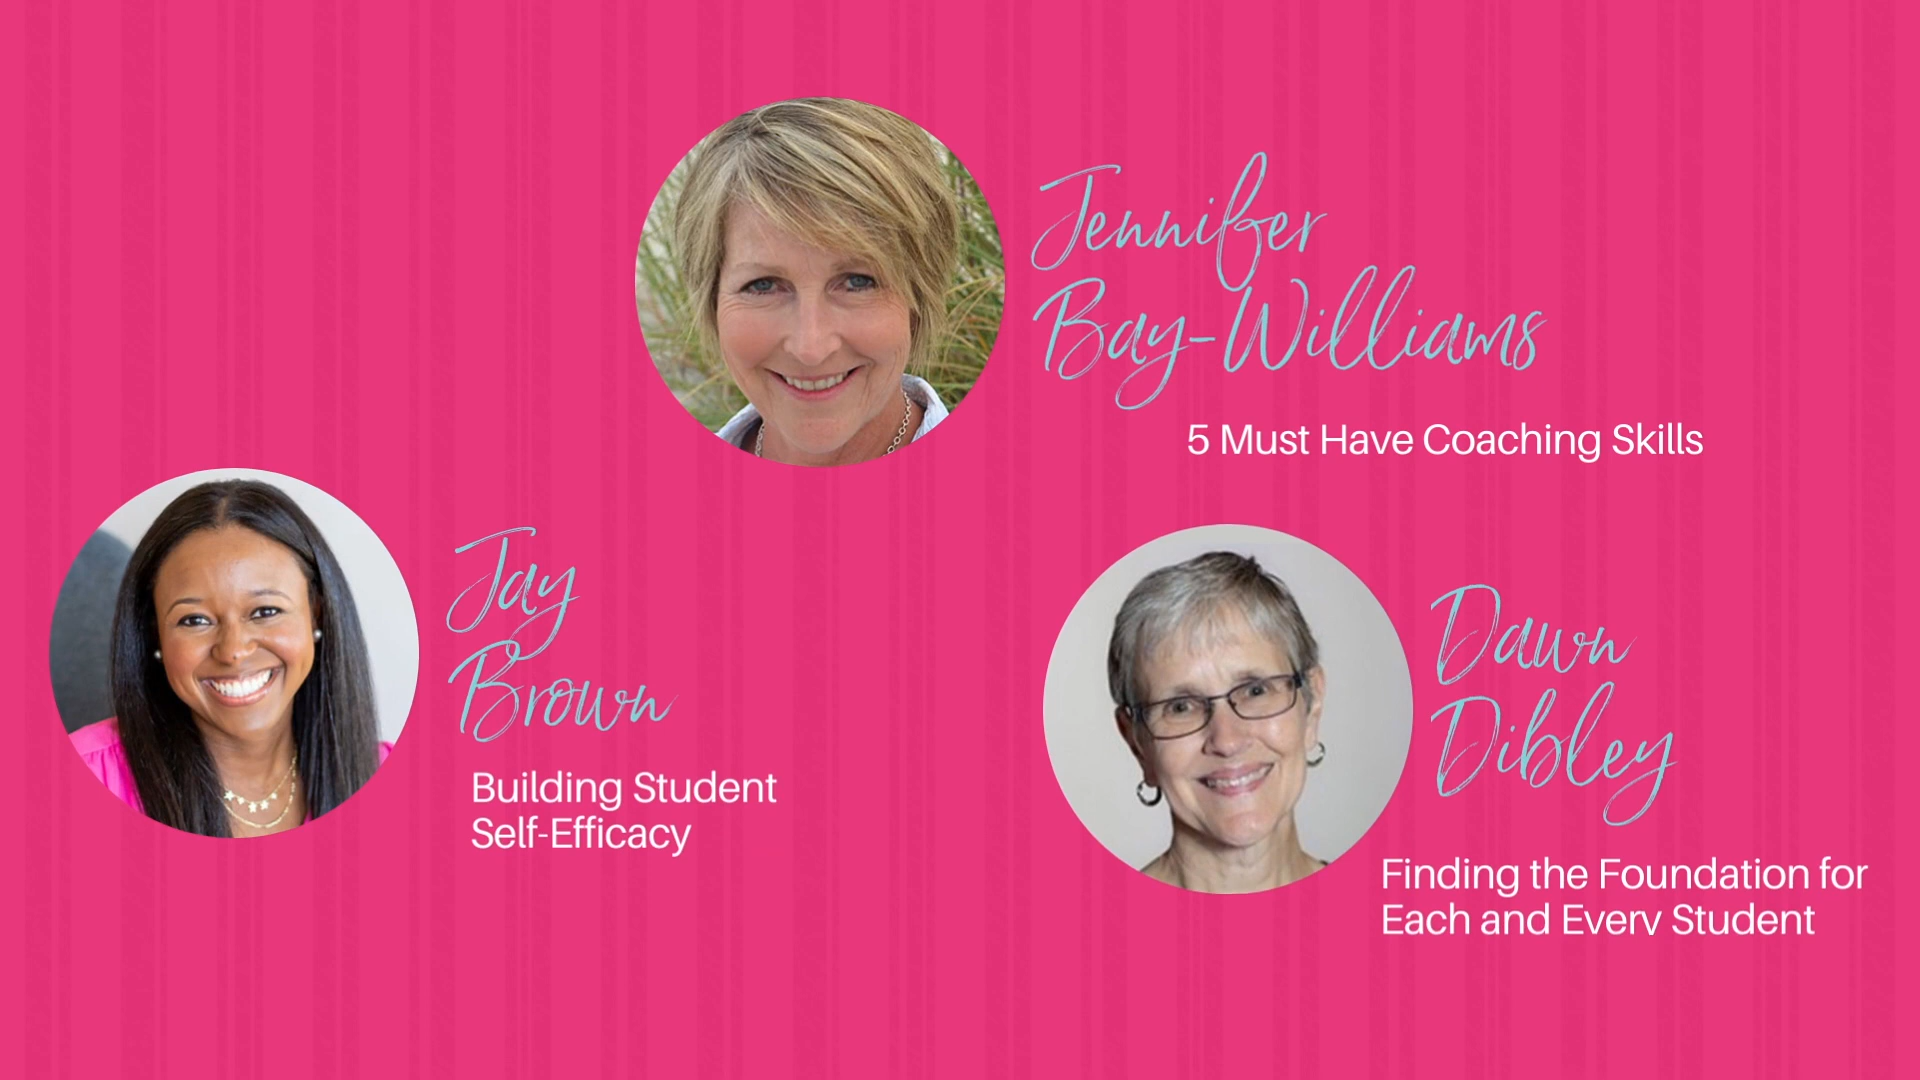 Jennifer
Bay-Williams
5 Must Have Coaching Skills
Jay
Brown
Building Student
Self-Efficacy
Dawn
Dibley
Finding the Foundation for
Each and Every Student